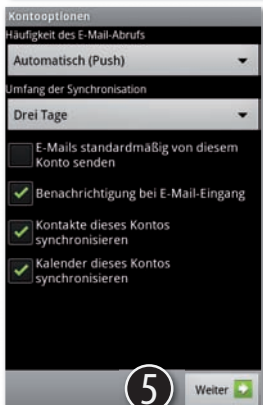 Kontooptionen
Häufigkeit des E-Mail-Abrufs
Automatisch (Push)
Umfang der Synchronisation
Drei Tage
E-Mails standardmäßig von diesem
Konto senden
Benachrichtigung bei E-Mail-Eingang
Kontakte dieses Kontos
synchronisieren
Kalender dieses Kontos
synchronisieren
5 Weiter